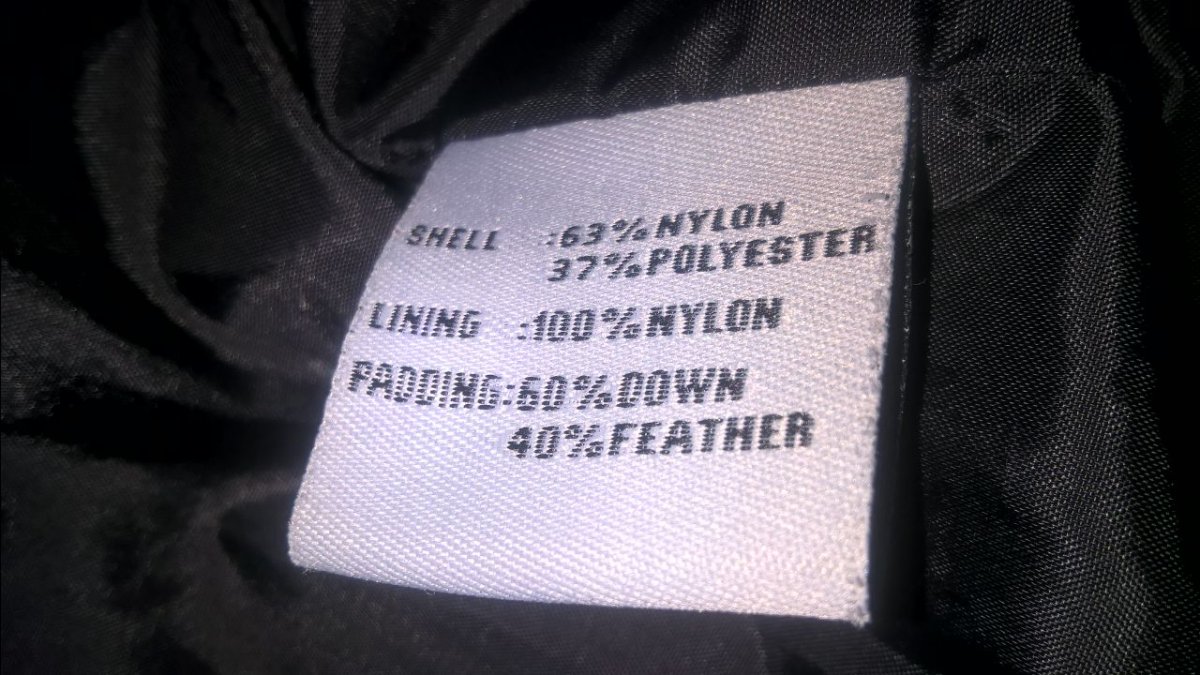 SHELL :63%NYLON
37%POLYESTER
LINING :100%NYLON
PADDING:60%DOWN
40%FEATHER